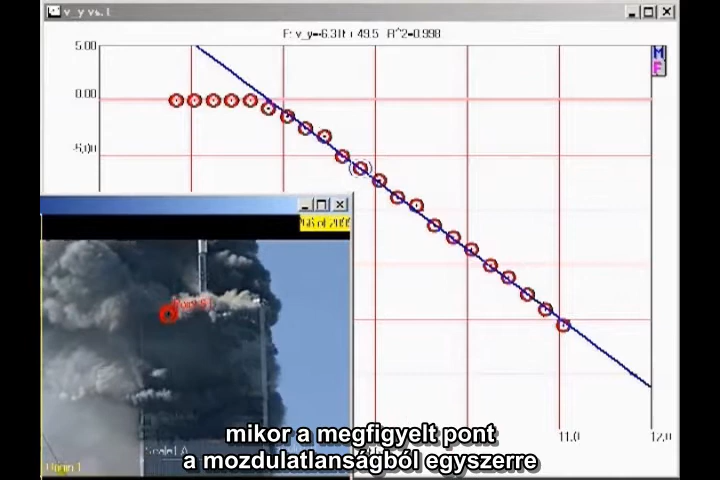 v_y vs. t
F: v_y=-6.31t + 49.5 R^2=0.998
5.00
M
F
0.00
-5.00
11.0
12.0
mikor a megfigyelt pont
a mozdulatlanságból egyszerre